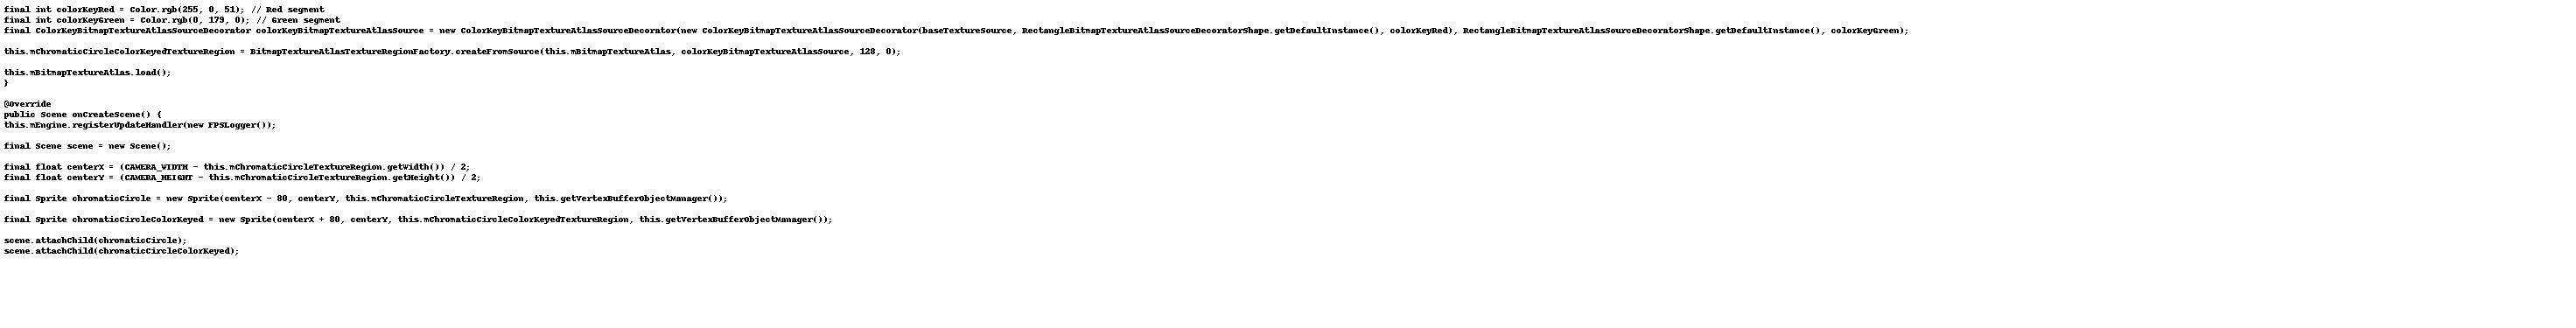 final int colorKeyRed = Color.rgb(255, 0, 51); // Red segment
final int colorKeyGreen = Color.rgb(0, 179, 0); // Green segment
final ColorKeyBitmapTextureAtlasSourceDecorator colorKeyBitmapTextureAtlasSource = new ColorKeyBitmapTextureAtlasSourceDecorator(new ColorKeyBitmapTextureAtlasSourceDecorator(baseTextureSource, RectangleBitmapTextureAtlasSourceDecoratorShape.getDefaultInstance(), colorKeyRed), RectangleBitmapTextureAtlasSourceDecoratorShape.getDefaultInstance(), colorKeyGreen);
this.mChromaticCircleColorKeyedTextureRegion = BitmapTextureAtlasTextureRegionFactory.createFromSource(this.mBitmapTextureAtlas, colorKeyBitmapTextureAtlasSource, 128, 0);
this.mBitmapTextureAtlas.load();
}
@Override
public Scene onCreateScene() {
this.mEngine.registerUpdateHandler(new FPSLogger());
final Scene scene = new Scene();
final float centerX = (CAMERA_WIDTH - this.mChromaticCircleTextureRegion.getWidth()) / 2;
final float centerY = (CAMERA_HEIGHT - this.mChromaticCircleTextureRegion.getHeight()) / 2;
final Sprite chromaticCircle = new Sprite(centerX - 80, centerY, this.mChromaticCircleTextureRegion, this.getVertexBufferObjectManager());
final Sprite chromaticCircleColorKeyed = new Sprite(centerX + 80, centerY, this.mChromaticCircleColorKeyedTextureRegion, this.getVertexBufferObjectManager());
scene.attachChild(chromaticCircle);
scene.attachChild(chromaticCircleColorKeyed);